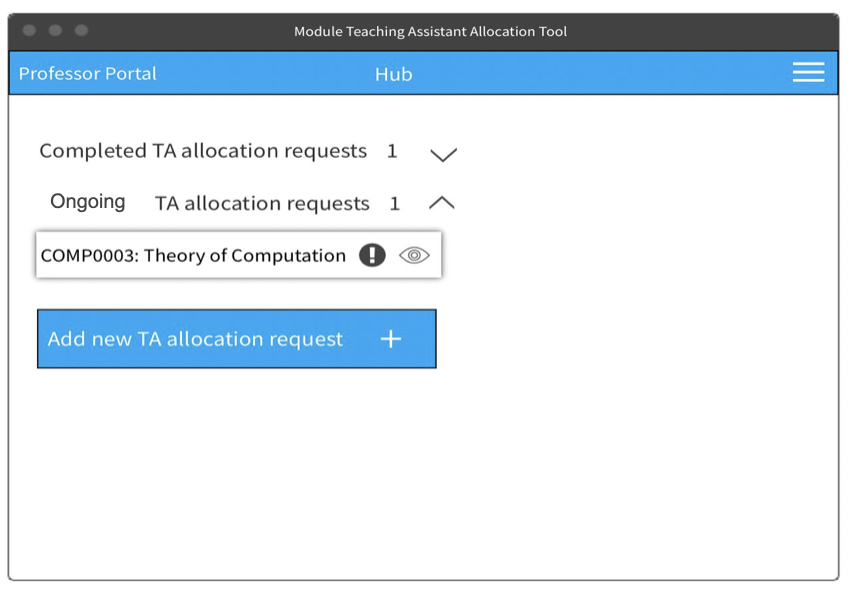 Module Teaching Assistant Allocation Tool
Professor Portal Hub
Completed TA allocation requests 1
Ongoing TA allocation requests 1
COMP0003: Theory of Computation
Add new TA allocation request +